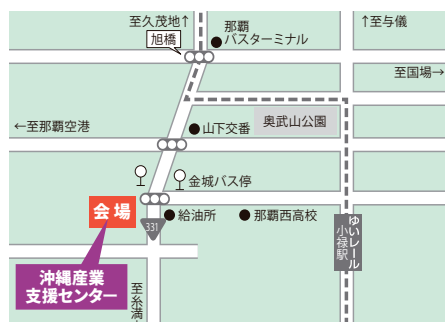 至久茂地↑
那覇
バスターミナル
↑至与儀
旭橋
至国場→
←至那覇空港
山下交番
奥武山公園
金城バス停
会場
給油所
那覇西高校
331
ゆいレール
小禄駅
沖縄産業
支援センター
至糸満↓